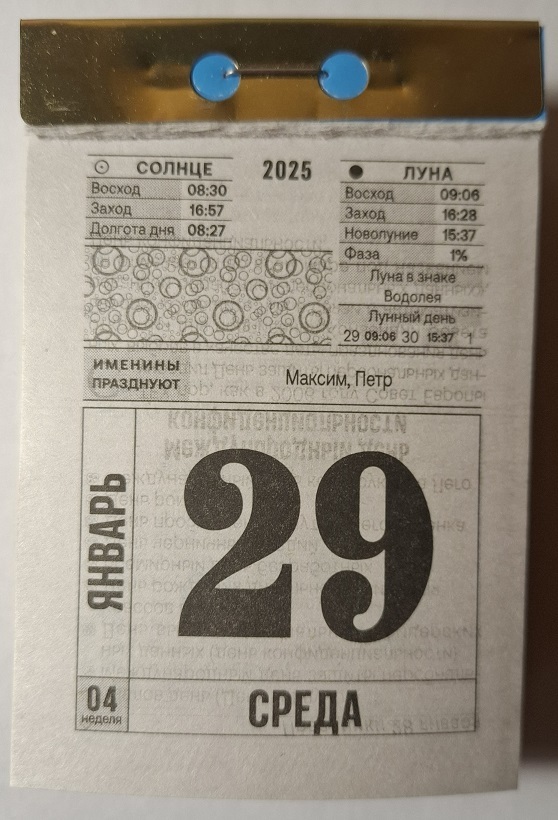 СОЛНЦЕ
Восход 08:30
Заход 16:57
Долгота дня 08:27
2025
ЛУНА
Восход 09:06
Заход 16:28
Новолуние 15:37
Фаза 1%
Луна в знаке
Водолея
Лунный день
29 09:06 30 15:37 1
ИМЕНИНЫ
ПРАЗДНУЮТ
Максим, Петр
ЯНВАРЬ
29
04
неделя
СРЕДА